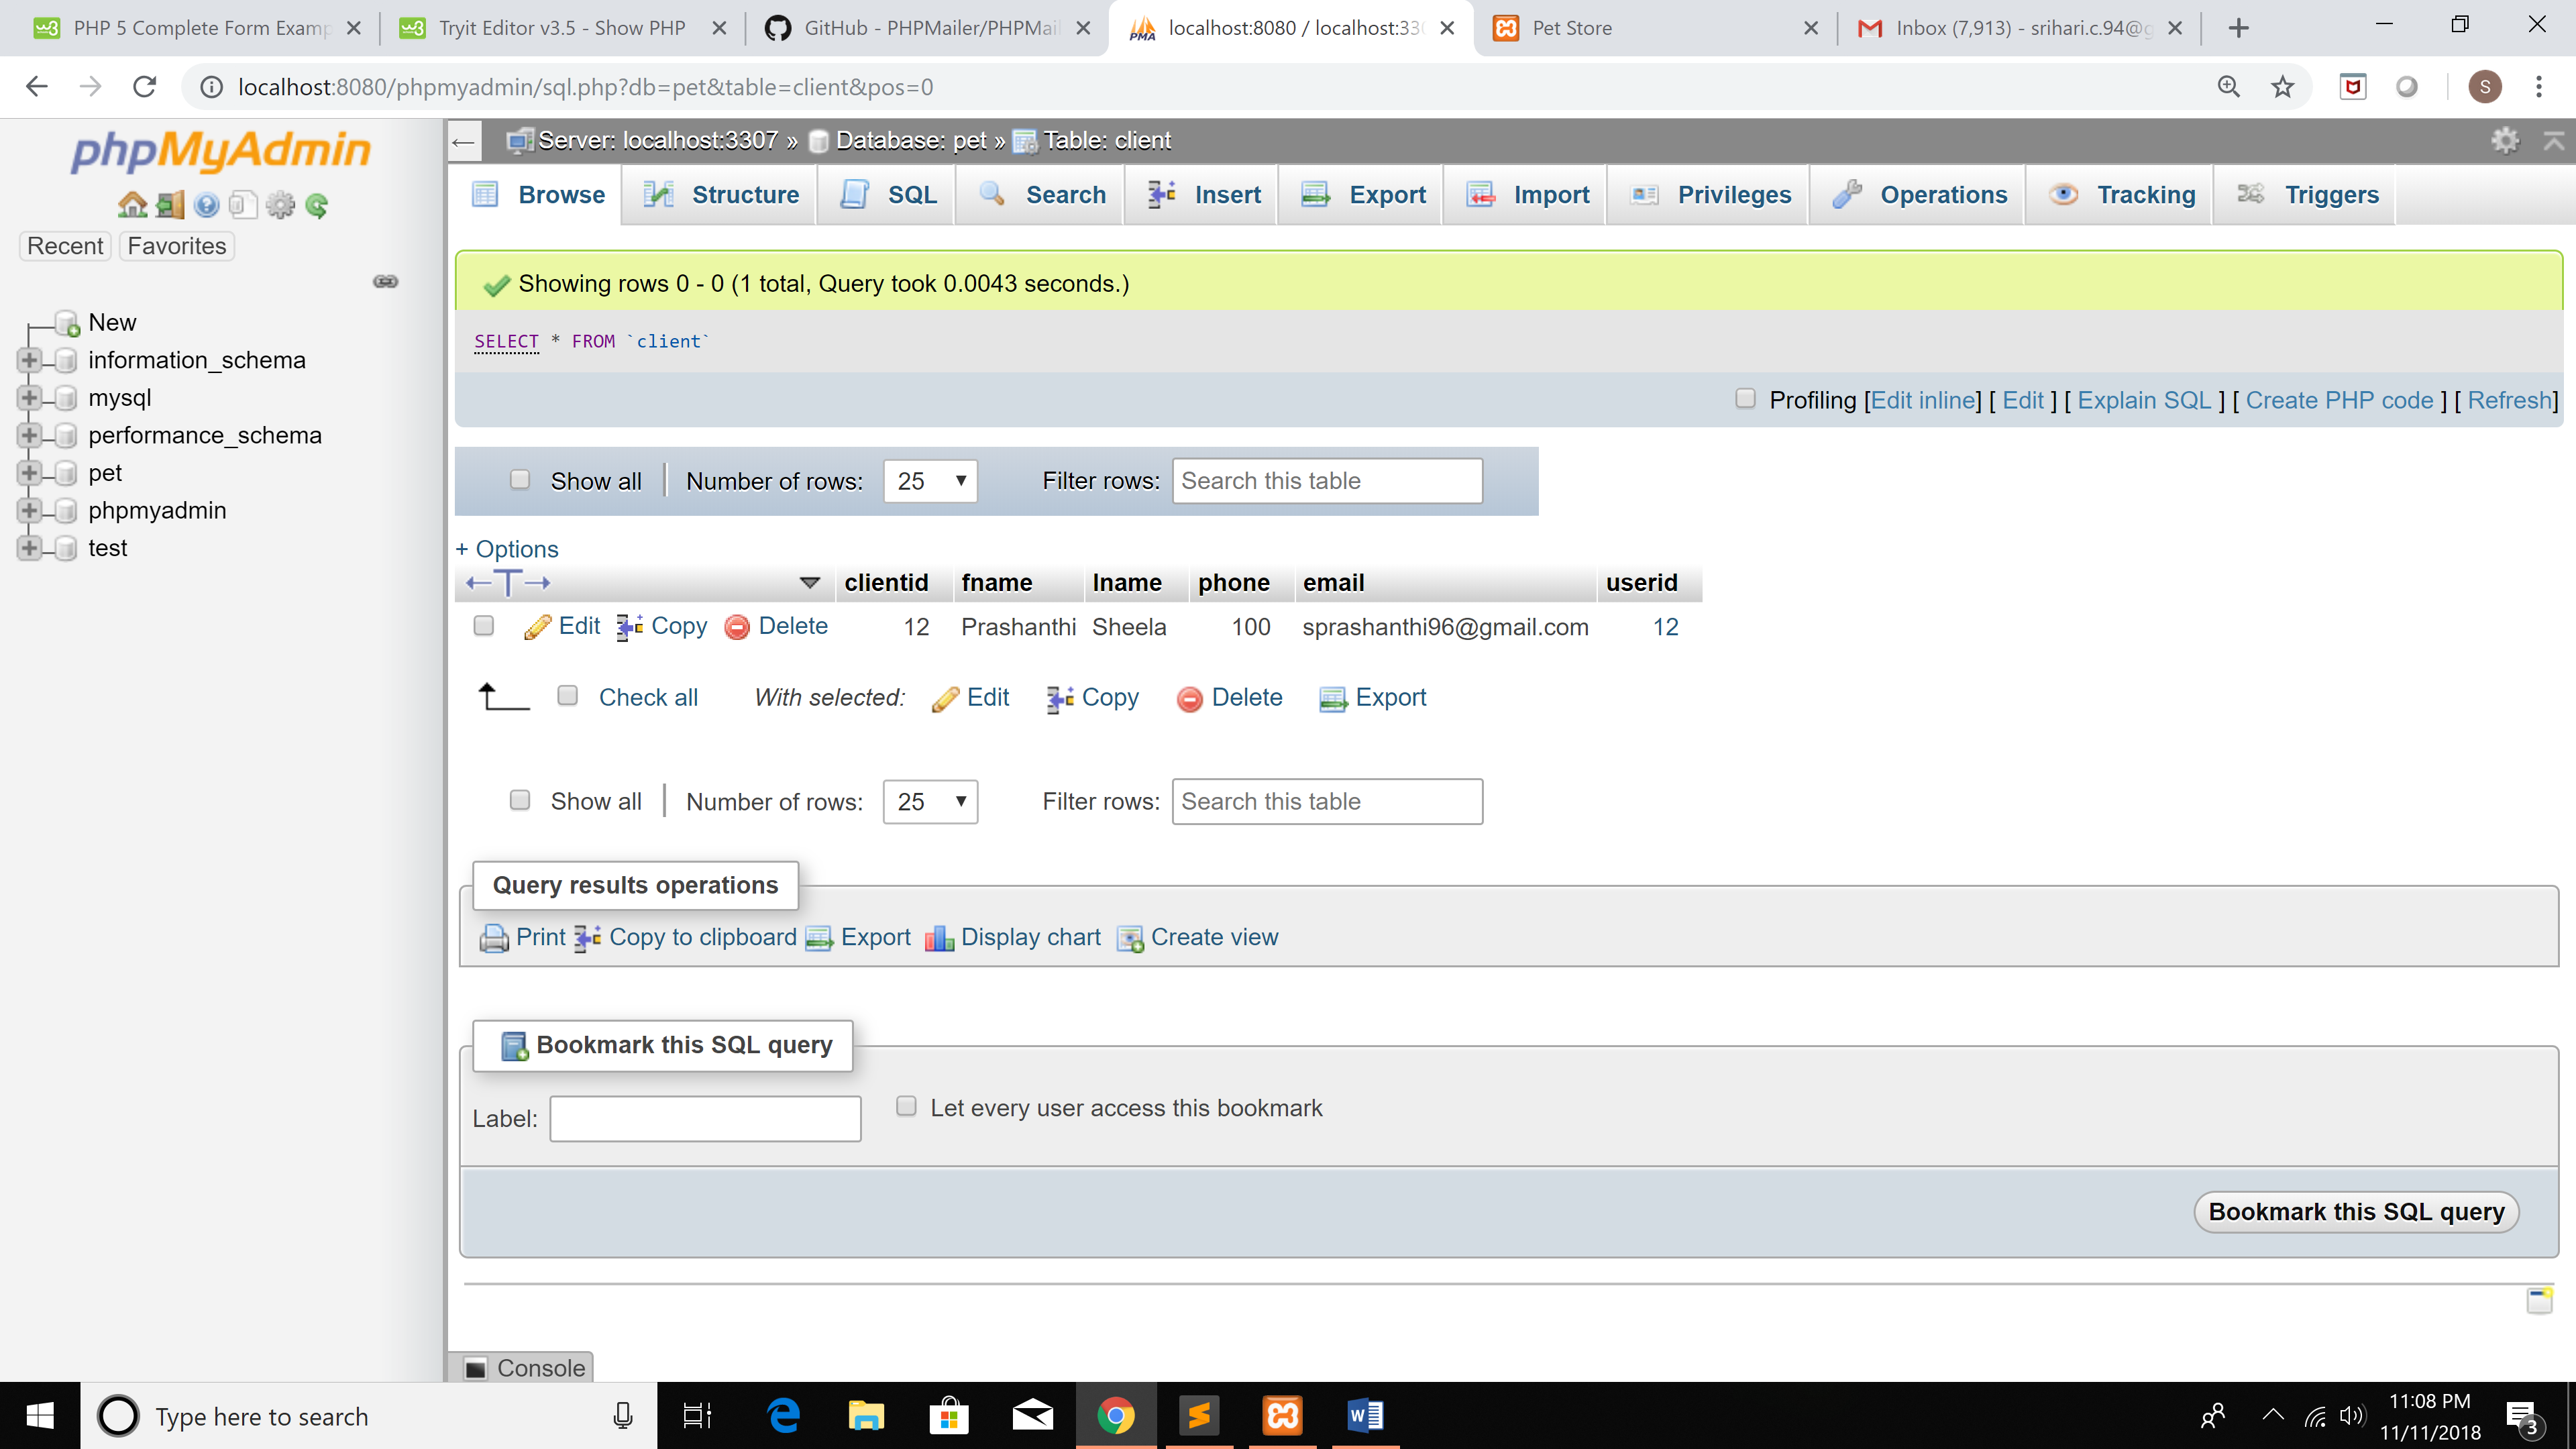 PHP 5 Complete Form Examp
Tryit Editor v3.5 - Show PHP
GitHub - PHPMailer/PHPMail
localhost:8080 / localhost:330
Pet Store
Inbox (7,913) - srihari.c.94@g
localhost:8080/phpmyadmin/sql.php?db=pet&table=client&pos=0
S
phpMyAdmin
Recent Favorites
New
information_schema
mysql
performance_schema
pet
phpmyadmin
test
Server: localhost:3307 » Database: pet » Table: client
Browse Structure SQL Search Insert Export Import Privileges Operations Tracking Triggers
Showing rows 0 - 0 (1 total, Query took 0.0043 seconds.)
SELECT * FROM `client`
Profiling [Edit inline] [ Edit ] [ Explain SQL ] [ Create PHP code ] [ Refresh]
Show all Number of rows: 25 Filter rows: Search this table
+ Options
←T→ clientid fname lname phone email userid
Edit Copy Delete 12 Prashanthi Sheela 100 sprashanthi96@gmail.com 12
Check all With selected: Edit Copy Delete Export
Show all Number of rows: 25 Filter rows: Search this table
Query results operations
Print Copy to clipboard Export Display chart Create view
Bookmark this SQL query
Label: Let every user access this bookmark
Bookmark this SQL query
Console
Type here to search
11:08 PM
11/11/2018
3